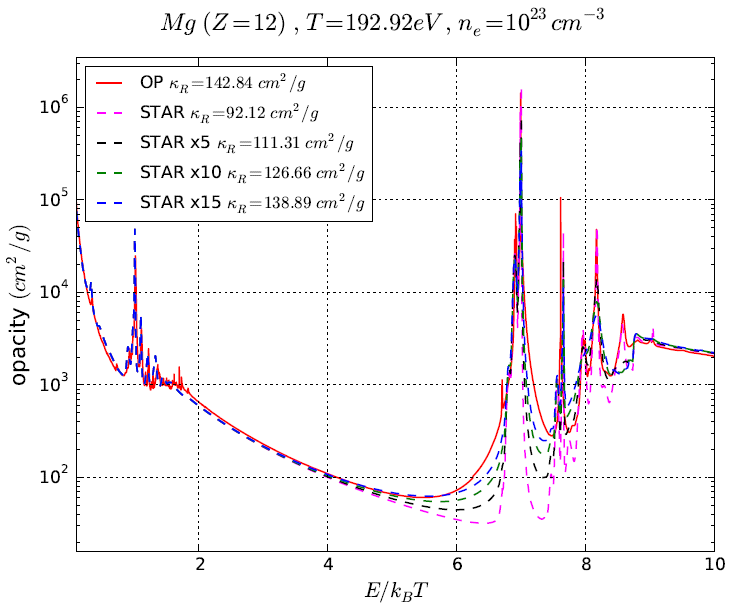 Mg (Z=12) , T=192.92eV, n_e=10^23 cm^−3
OP κ_R=142.84 cm^2/g
STAR κ_R=92.12 cm^2/g
STAR x5 κ_R=111.31 cm^2/g
STAR x10 κ_R=126.66 cm^2/g
STAR x15 κ_R=138.89 cm^2/g
opacity (cm^2/g)
10^6
10^5
10^4
10^3
10^2
2 4 6 8 10
E/k_BT